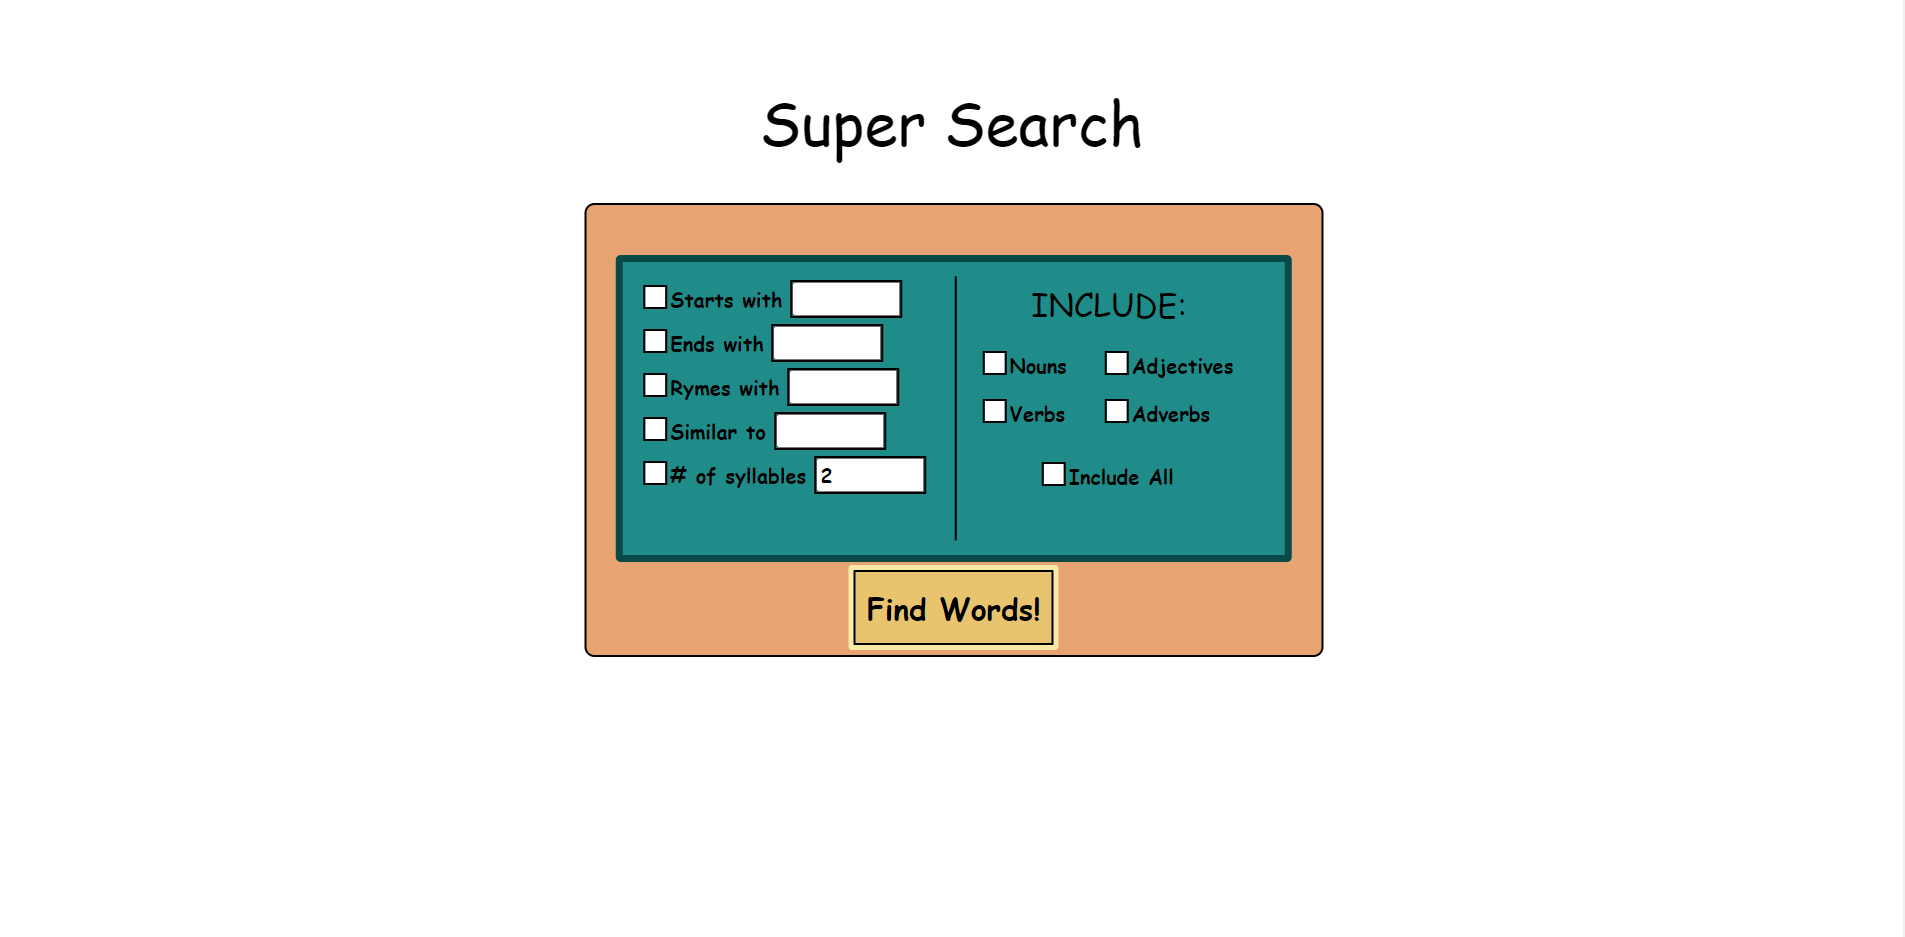 Super Search
Starts with
Ends with
Rymes with
Similar to
# of syllables 2
INCLUDE:
Nouns Adjectives
Verbs Adverbs
Include All
Find Words!